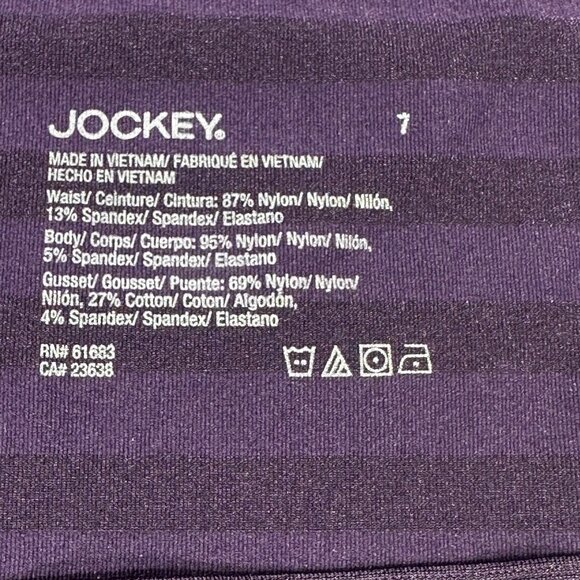 JOCKEY® 7
MADE IN VIETNAM/ FABRIQUÉ EN VIETNAM/
HECHO EN VIETNAM
Waist/ Ceinture/ Cintura: 87% Nylon/ Nylon/ Nilón,
13% Spandex/ Spandex/ Elastano
Body/ Corps/ Cuerpo: 95% Nylon/ Nylon/ Nilón,
5% Spandex/ Spandex/ Elastano
Gusset/ Gousset/ Puente: 69% Nylon/ Nylon/
Nilón, 27% Cotton/ Coton/ Algodón,
4% Spandex/ Spandex/ Elastano
RN# 61683
CA# 23638